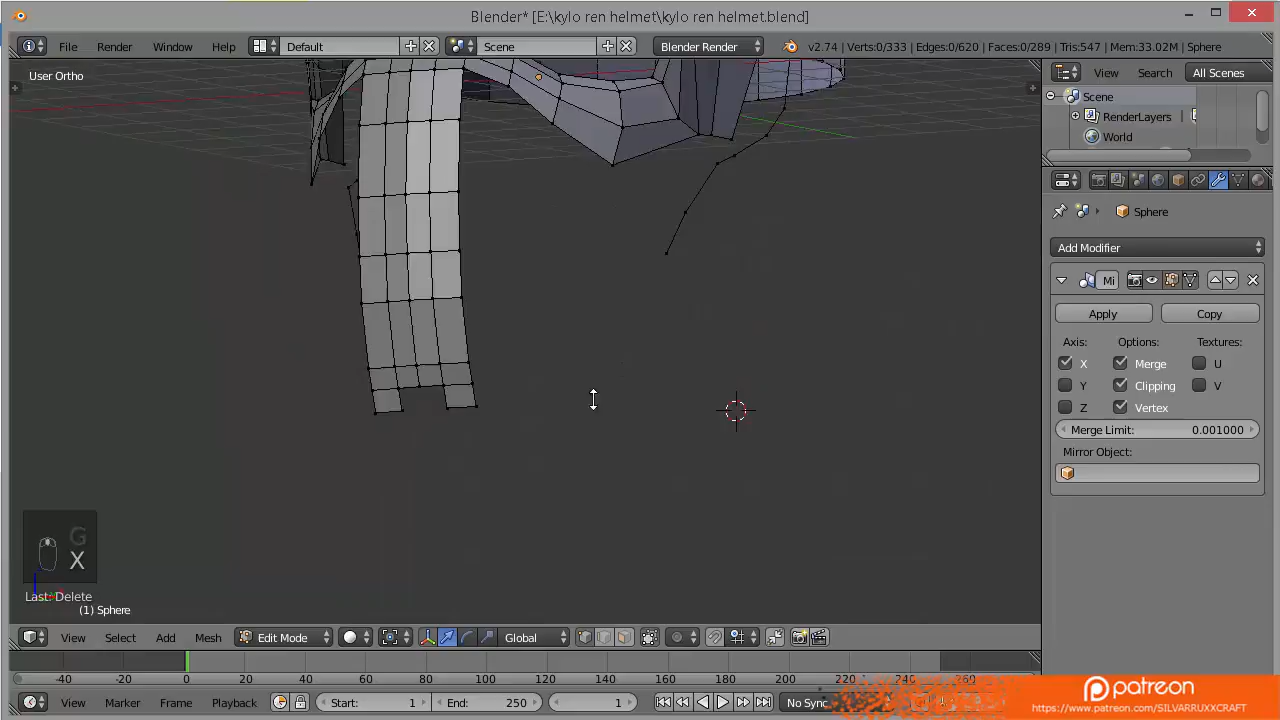 Blender* [E:\kylo ren helmet\kylo ren helmet.blend]
File Render Window Help Default Scene Blender Render v2.74 | Verts:0/333 | Edges:0/620 | Faces:0/289 | Tris:547 | Mem:33.02M | Sphere
User Ortho
View Search All Scenes
Scene
RenderLayers
World
Sphere
Add Modifier
Mi
Apply Copy
Axis: Options: Textures:
X Merge U
Y Clipping V
Z Vertex
Merge Limit: 0.001000
Mirror Object:
G
X
Last: Delete
(1) Sphere
View Select Add Mesh Edit Mode Global
-40 -20 0 20 40 60 80 100 120 140 160 180 200 220 240 260
View Marker Frame Playback Start: 1 End: 250 1 No Sync
patreon
https://www.patreon.com/SILVARRUXXCRAFT